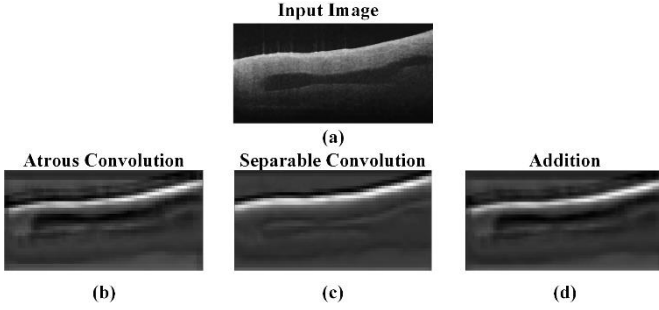 Input Image
(a)
Atrous Convolution Separable Convolution Addition
(b) (c) (d)